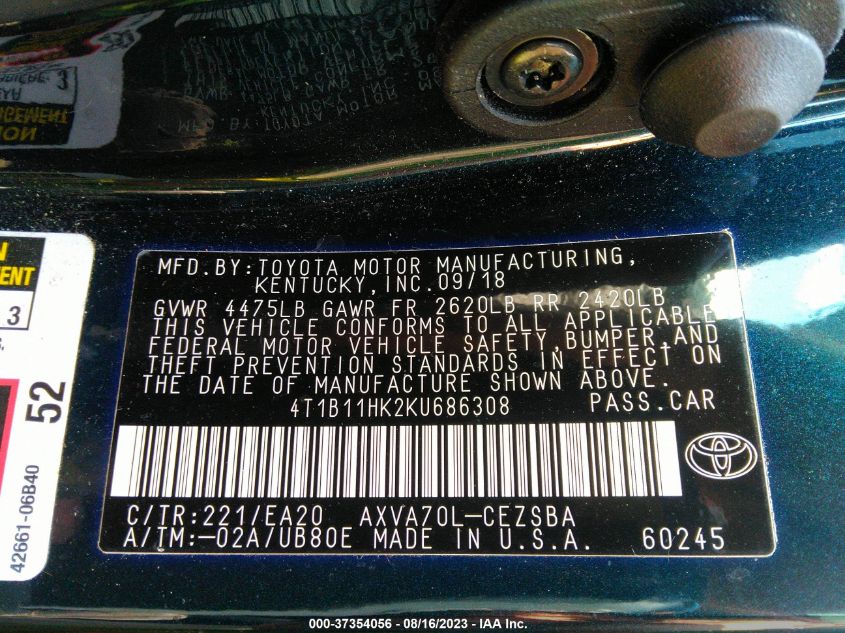 MFD.BY:TOYOTA MOTOR MANUFACTURING,
KENTUCKY,INC.09/18
GVWR 4475LB GAWR FR 2620LB RR 2420LB
THIS VEHICLE CONFORMS TO ALL APPLICABLE
FEDERAL MOTOR VEHICLE SAFETY,BUMPER,AND
THEFT PREVENTION STANDARDS IN EFFECT ON
THE DATE OF MANUFACTURE SHOWN ABOVE.
4T1B11HK2KU686308 PASS.CAR
C/TR:221/EA20 AXVA70L-CEZSBA
A/TM:-02A/UB80E MADE IN U.S.A. 60245
3
52
42661-06B40
000-37354056 - 08/16/2023 - IAA Inc.